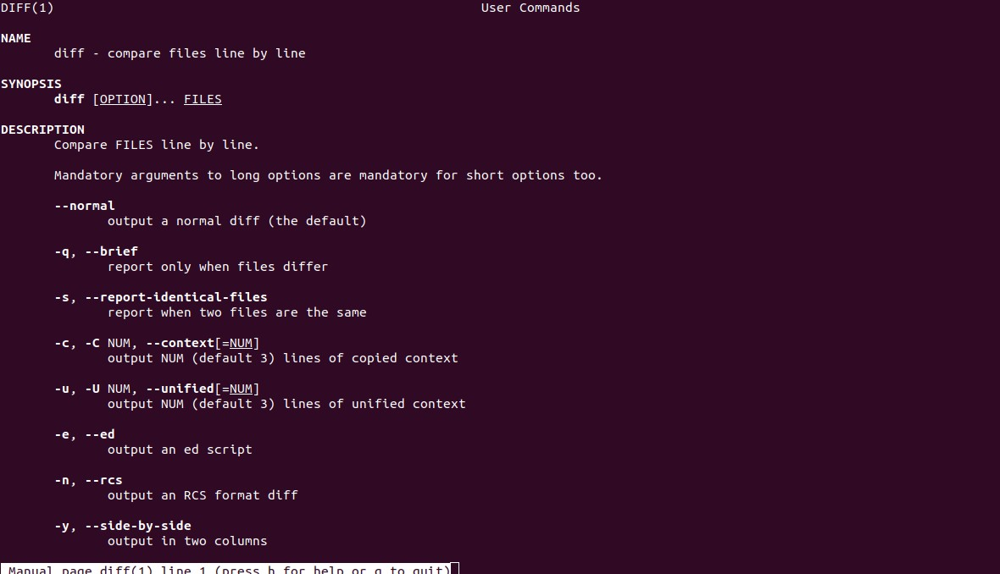 DIFF(1) User Commands
NAME
diff - compare files line by line
SYNOPSIS
diff [OPTION]... FILES
DESCRIPTION
Compare FILES line by line.
Mandatory arguments to long options are mandatory for short options too.
--normal
output a normal diff (the default)
-q, --brief
report only when files differ
-s, --report-identical-files
report when two files are the same
-c, -C NUM, --context[=NUM]
output NUM (default 3) lines of copied context
-u, -U NUM, --unified[=NUM]
output NUM (default 3) lines of unified context
-e, --ed
output an ed script
-n, --rcs
output an RCS format diff
-y, --side-by-side
output in two columns
Manual page diff(1) line 1 (press h for help or q to quit)